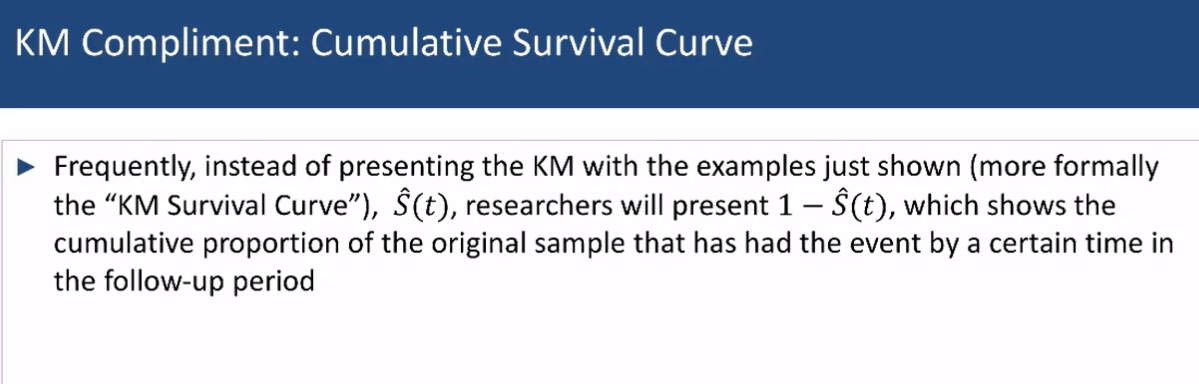 KM Compliment: Cumulative Survival Curve
► Frequently, instead of presenting the KM with the examples just shown (more formally
the “KM Survival Curve”), Ŝ(t), researchers will present 1 − Ŝ(t), which shows the
cumulative proportion of the original sample that has had the event by a certain time in
the follow-up period